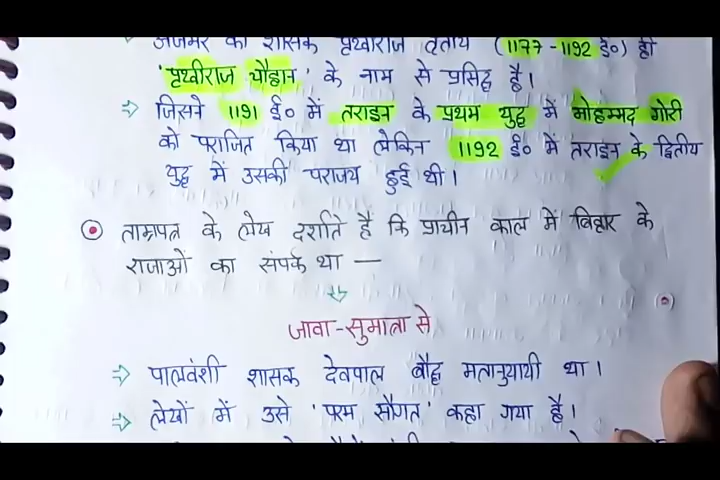 अजमेर का शासक पृथ्वीराज तृतीय (1177 - 1192 ई०) ही
'पृथ्वीराज चौहान' के नाम से प्रसिद्ध है।
⇒ जिसने 1191 ई० में तराइन के प्रथम युद्ध में मोहम्मद गोरी
को पराजित किया था लेकिन 1192 ई० में तराइन के द्वितीय
युद्ध में उसकी पराजय हुई थी।
ताम्रपत्र के लेख दर्शाते है कि प्राचीन काल में बिहार के
राजाओं का संपर्क था —
जावा-सुमात्रा से
⇒ पालवंशी शासक देवपाल बौद्ध मतानुयायी था।
⇒ लेखों में उसे 'परम सौगत' कहा गया है।